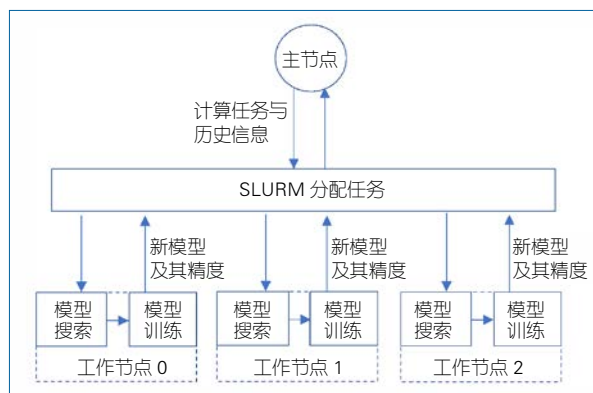 主节点
计算任务与
历史信息
SLURM 分配任务
新模型
及其精度
新模型
及其精度
新模型
及其精度
模型
搜索
模型
训练
模型
搜索
模型
训练
模型
搜索
模型
训练
工作节点 0
工作节点 1
工作节点 2